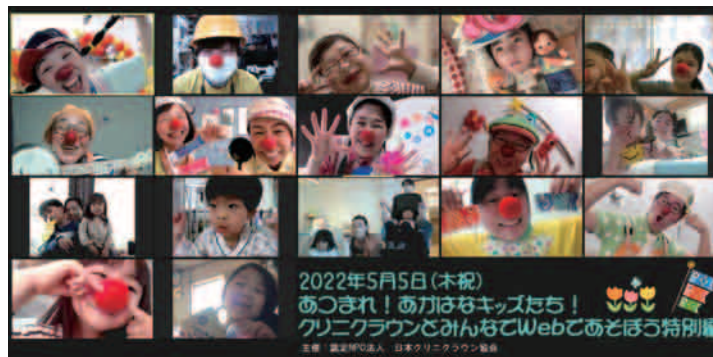 2022年5月5日(木祝)
あつまれ！あかはなキッズたち！
クリニクラウンとみんなでWebであそぼう特別編
主催：認定NPO法人 日本クリニクラウン協会